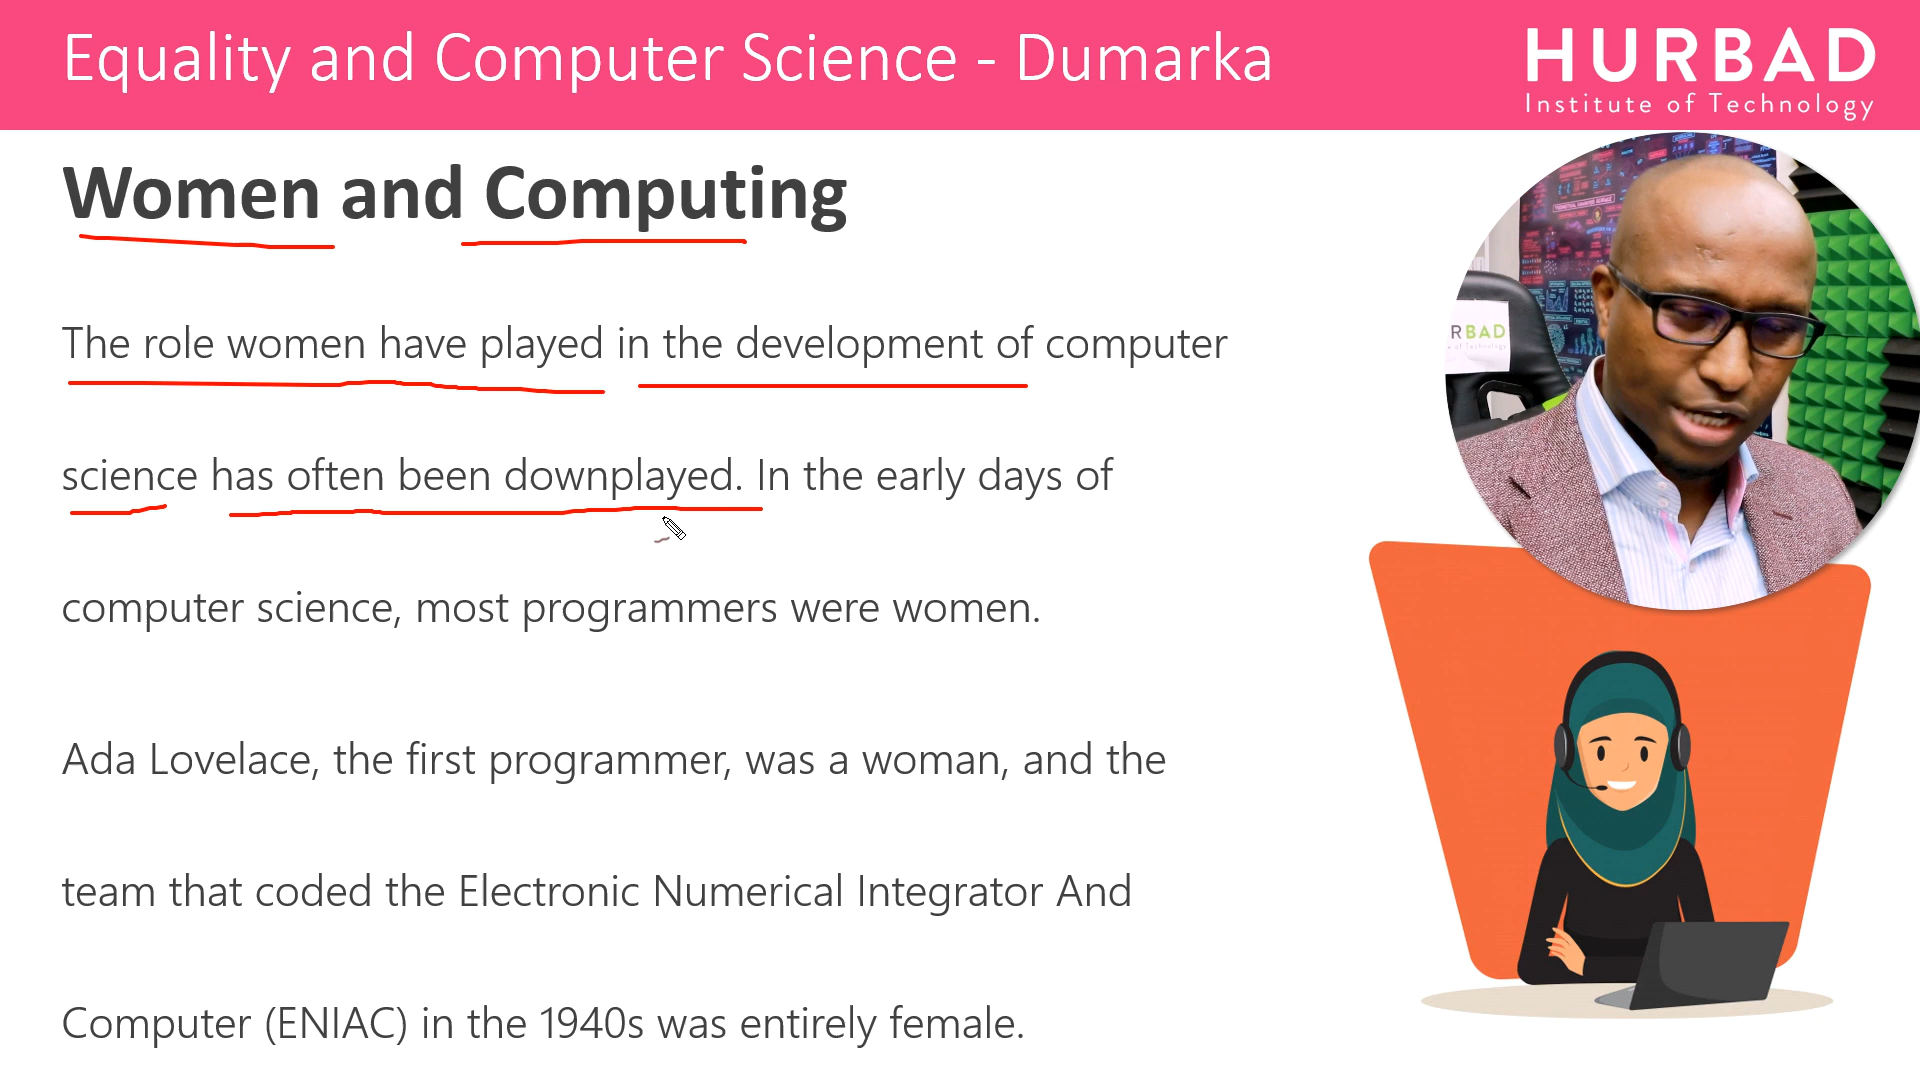 Equality and Computer Science - Dumarka
HURBAD
Institute of Technology
Women and Computing
The role women have played in the development of computer
science has often been downplayed. In the early days of
computer science, most programmers were women.
Ada Lovelace, the first programmer, was a woman, and the
team that coded the Electronic Numerical Integrator And
Computer (ENIAC) in the 1940s was entirely female.
RBAD
e of Technology